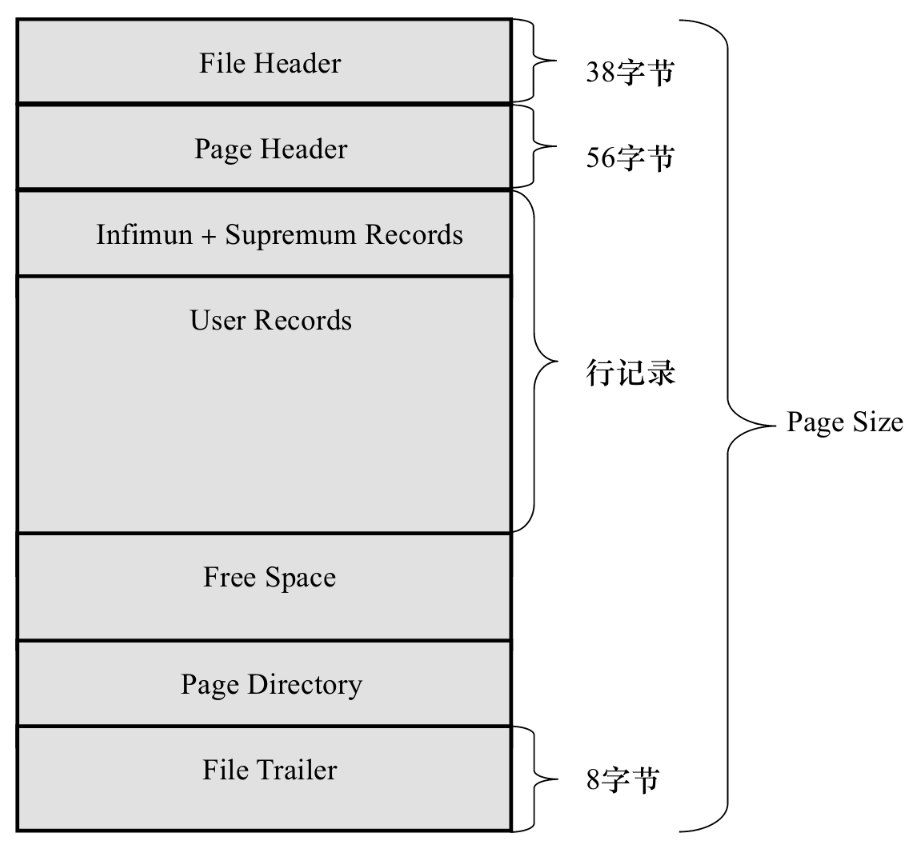 File Header
38字节
Page Header
56字节
Infimun + Supremum Records
User Records
行记录
Page Size
Free Space
Page Directory
File Trailer
8字节